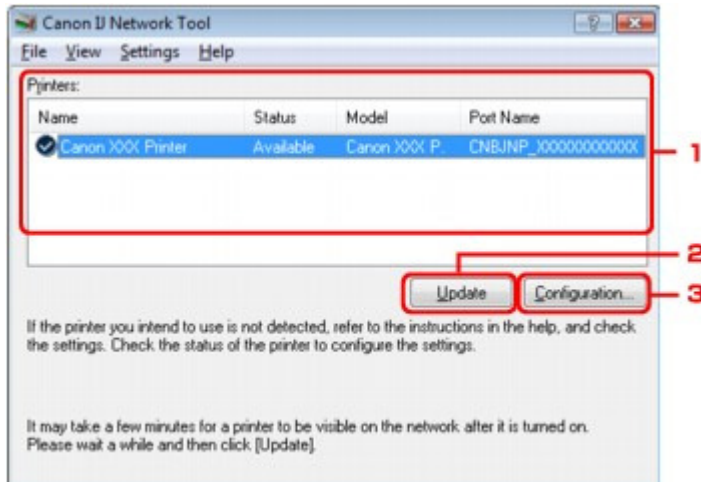 Canon IJ Network Tool
File View Settings Help
Printers:
Name Status Model Port Name
Canon XXX Printer Available Canon XXX P. CNBJNP_XXXXXXXXXXXX
1
2
Update Configuration...
3
If the printer you intend to use is not detected, refer to the instructions in the help, and check
the settings. Check the status of the printer to configure the settings.
It may take a few minutes for a printer to be visible on the network after it is turned on.
Please wait a while and then click [Update].